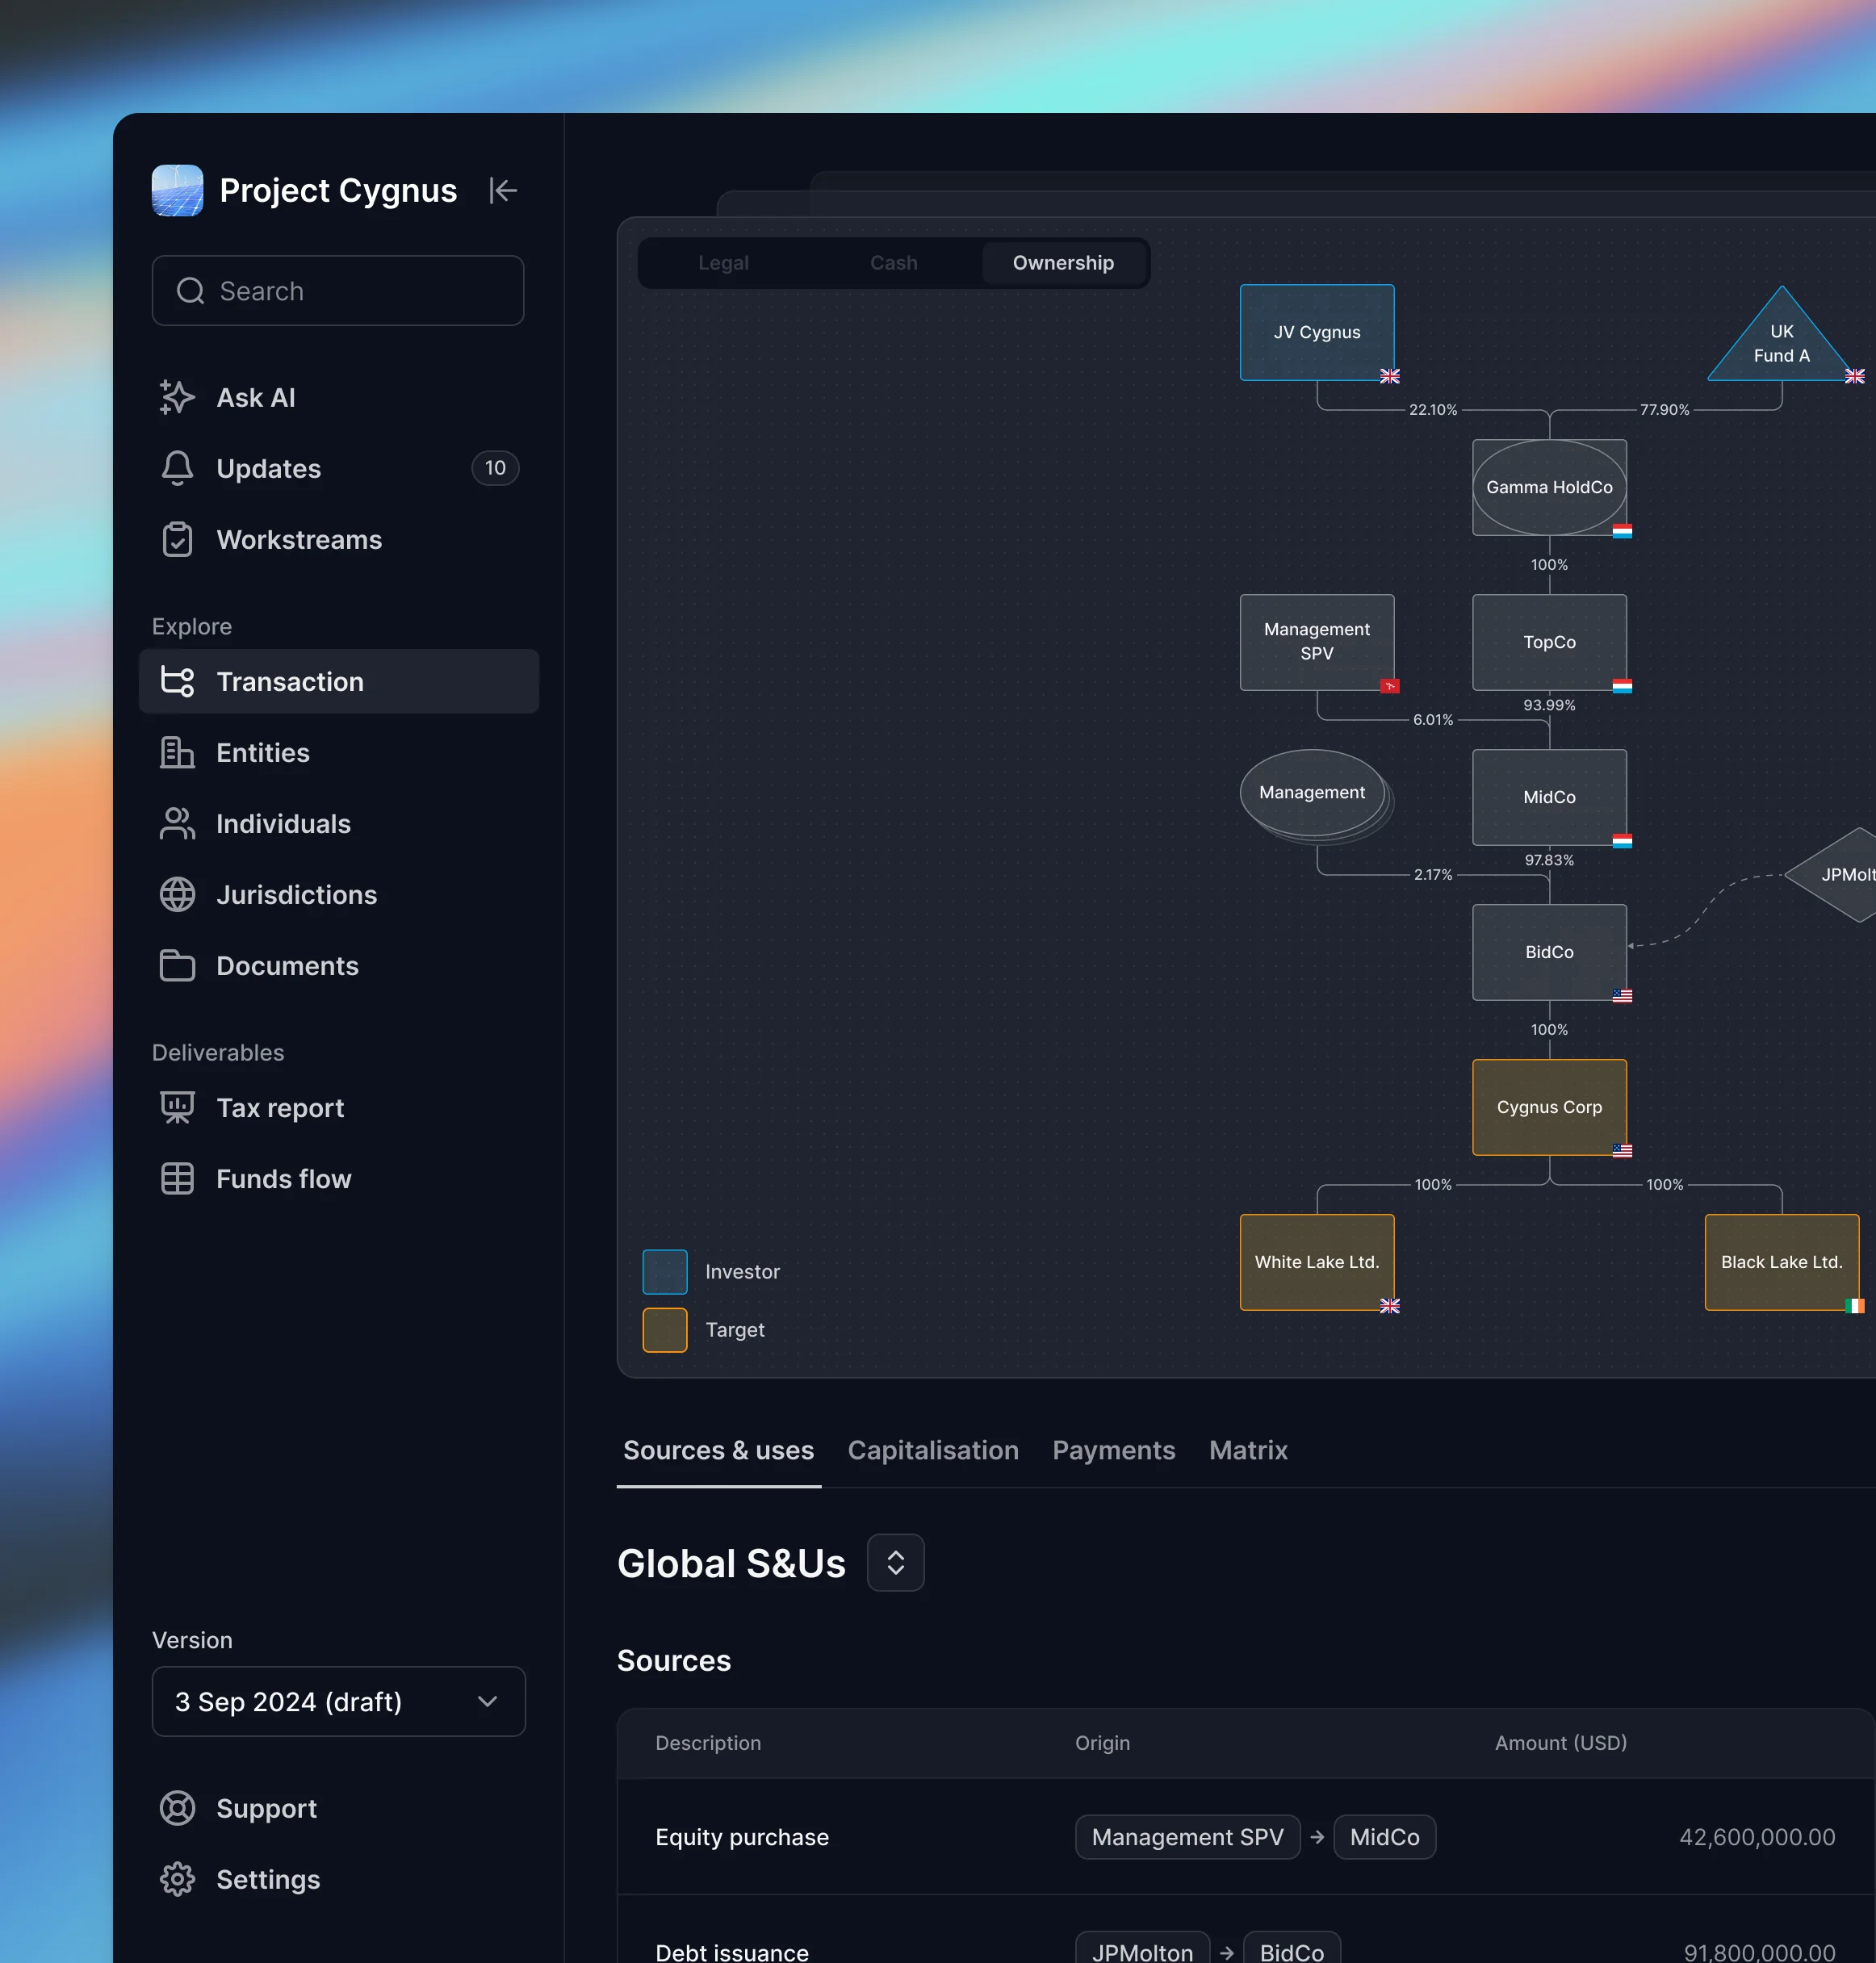 Project Cygnus
Search
Ask AI
Updates
10
Workstreams
Explore
Transaction
Entities
Individuals
Jurisdictions
Documents
Deliverables
Tax report
Funds flow
Version
3 Sep 2024 (draft)
Support
Settings
Legal
Cash
Ownership
JV Cygnus
UK
Fund A
22.10%
77.90%
Gamma HoldCo
100%
Management
SPV
TopCo
93.99%
6.01%
Management
MidCo
97.83%
2.17%
JPMolt
BidCo
100%
Cygnus Corp
100%
100%
White Lake Ltd.
Black Lake Ltd.
Investor
Target
Sources & uses
Capitalisation
Payments
Matrix
Global S&Us
Sources
Description
Origin
Amount (USD)
Equity purchase
Management SPV
MidCo
42,600,000.00
Debt issuance
JPMolton
BidCo
91,800,000.00